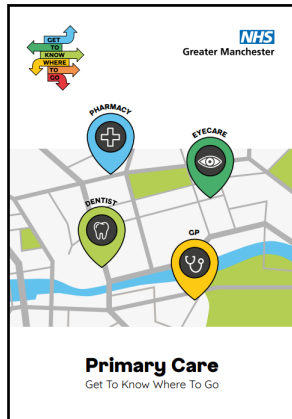 GET
TO
KNOW
WHERE
TO
GO
NHS
Greater Manchester
PHARMACY
EYECARE
DENTIST
GP
Primary Care
Get To Know Where To Go